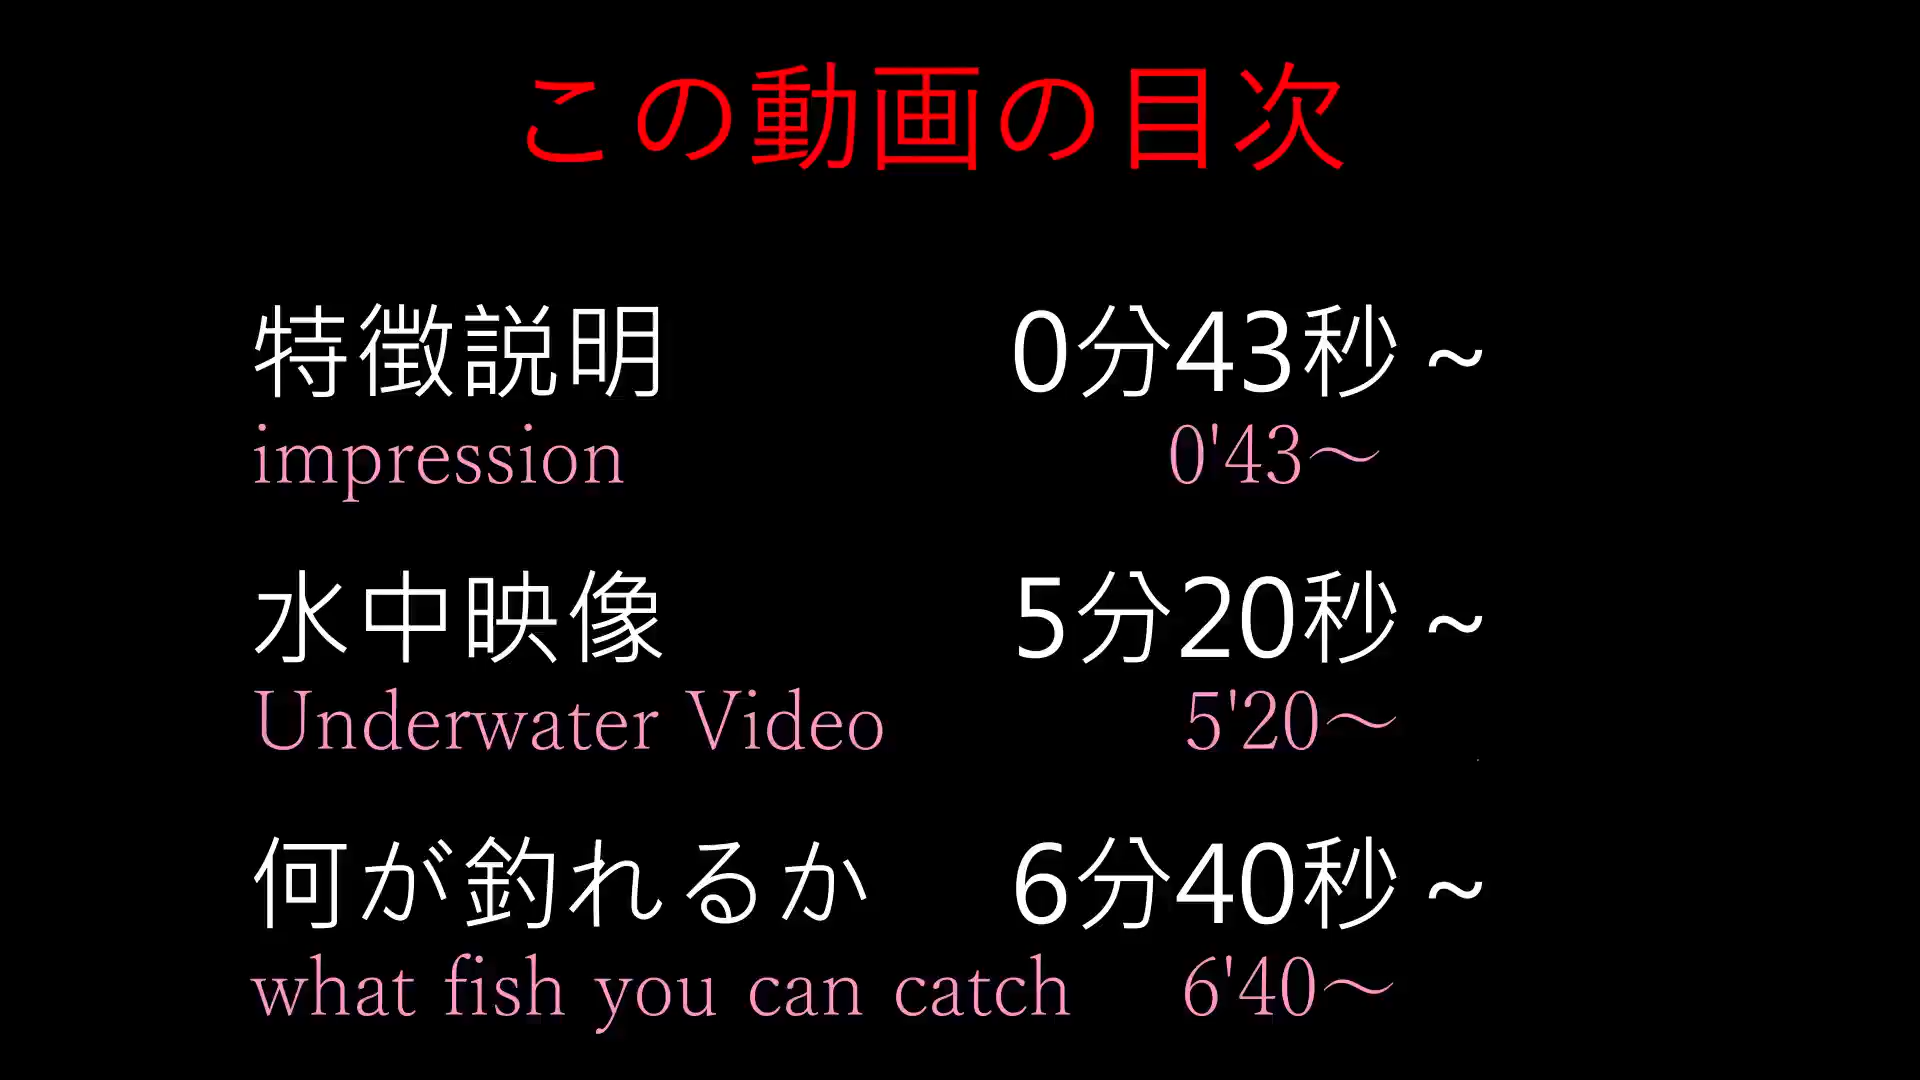 この動画の目次
特徴説明 0分43秒 ~
impression 0'43～
水中映像 5分20秒 ~
Underwater Video 5'20～
何が釣れるか 6分40秒 ~
what fish you can catch 6'40～